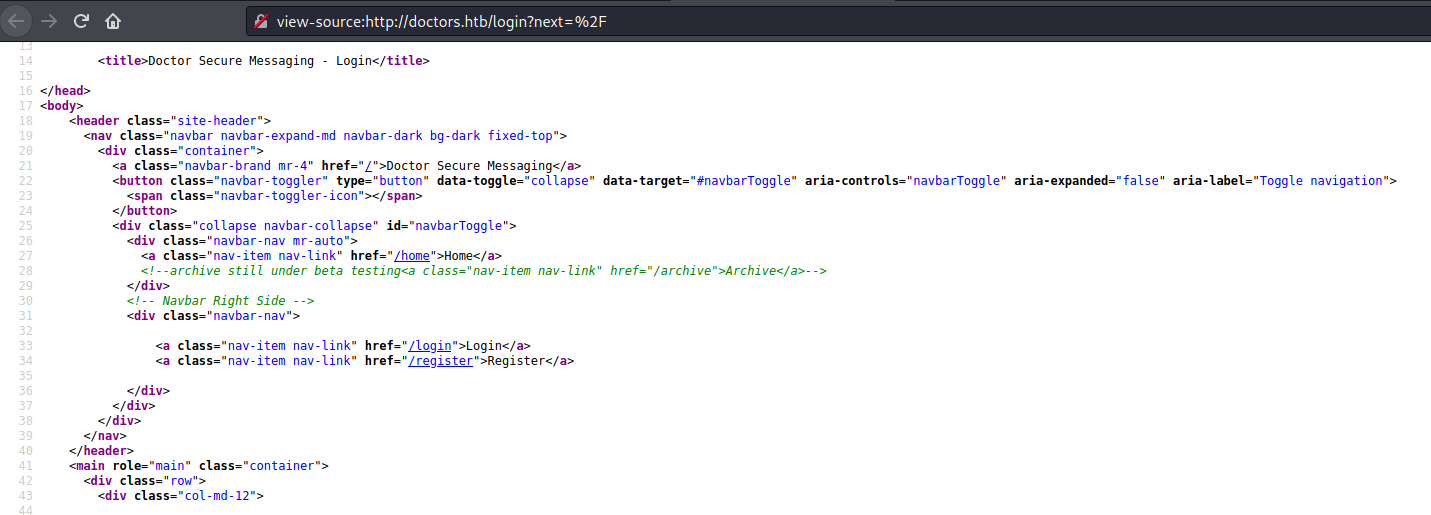 view-source:http://doctors.htb/login?next=%2F
13
14 <title>Doctor Secure Messaging - Login</title>
15
16 </head>
17 <body>
18 <header class="site-header">
19 <nav class="navbar navbar-expand-md navbar-dark bg-dark fixed-top">
20 <div class="container">
21 <a class="navbar-brand mr-4" href="/">Doctor Secure Messaging</a>
22 <button class="navbar-toggler" type="button" data-toggle="collapse" data-target="#navbarToggle" aria-controls="navbarToggle" aria-expanded="false" aria-label="Toggle navigation">
23 <span class="navbar-toggler-icon"></span>
24 </button>
25 <div class="collapse navbar-collapse" id="navbarToggle">
26 <div class="navbar-nav mr-auto">
27 <a class="nav-item nav-link" href="/home">Home</a>
28 <!--archive still under beta testing<a class="nav-item nav-link" href="/archive">Archive</a>-->
29 </div>
30 <!-- Navbar Right Side -->
31 <div class="navbar-nav">
32
33 <a class="nav-item nav-link" href="/login">Login</a>
34 <a class="nav-item nav-link" href="/register">Register</a>
35
36 </div>
37 </div>
38 </div>
39 </nav>
40 </header>
41 <main role="main" class="container">
42 <div class="row">
43 <div class="col-md-12">
44